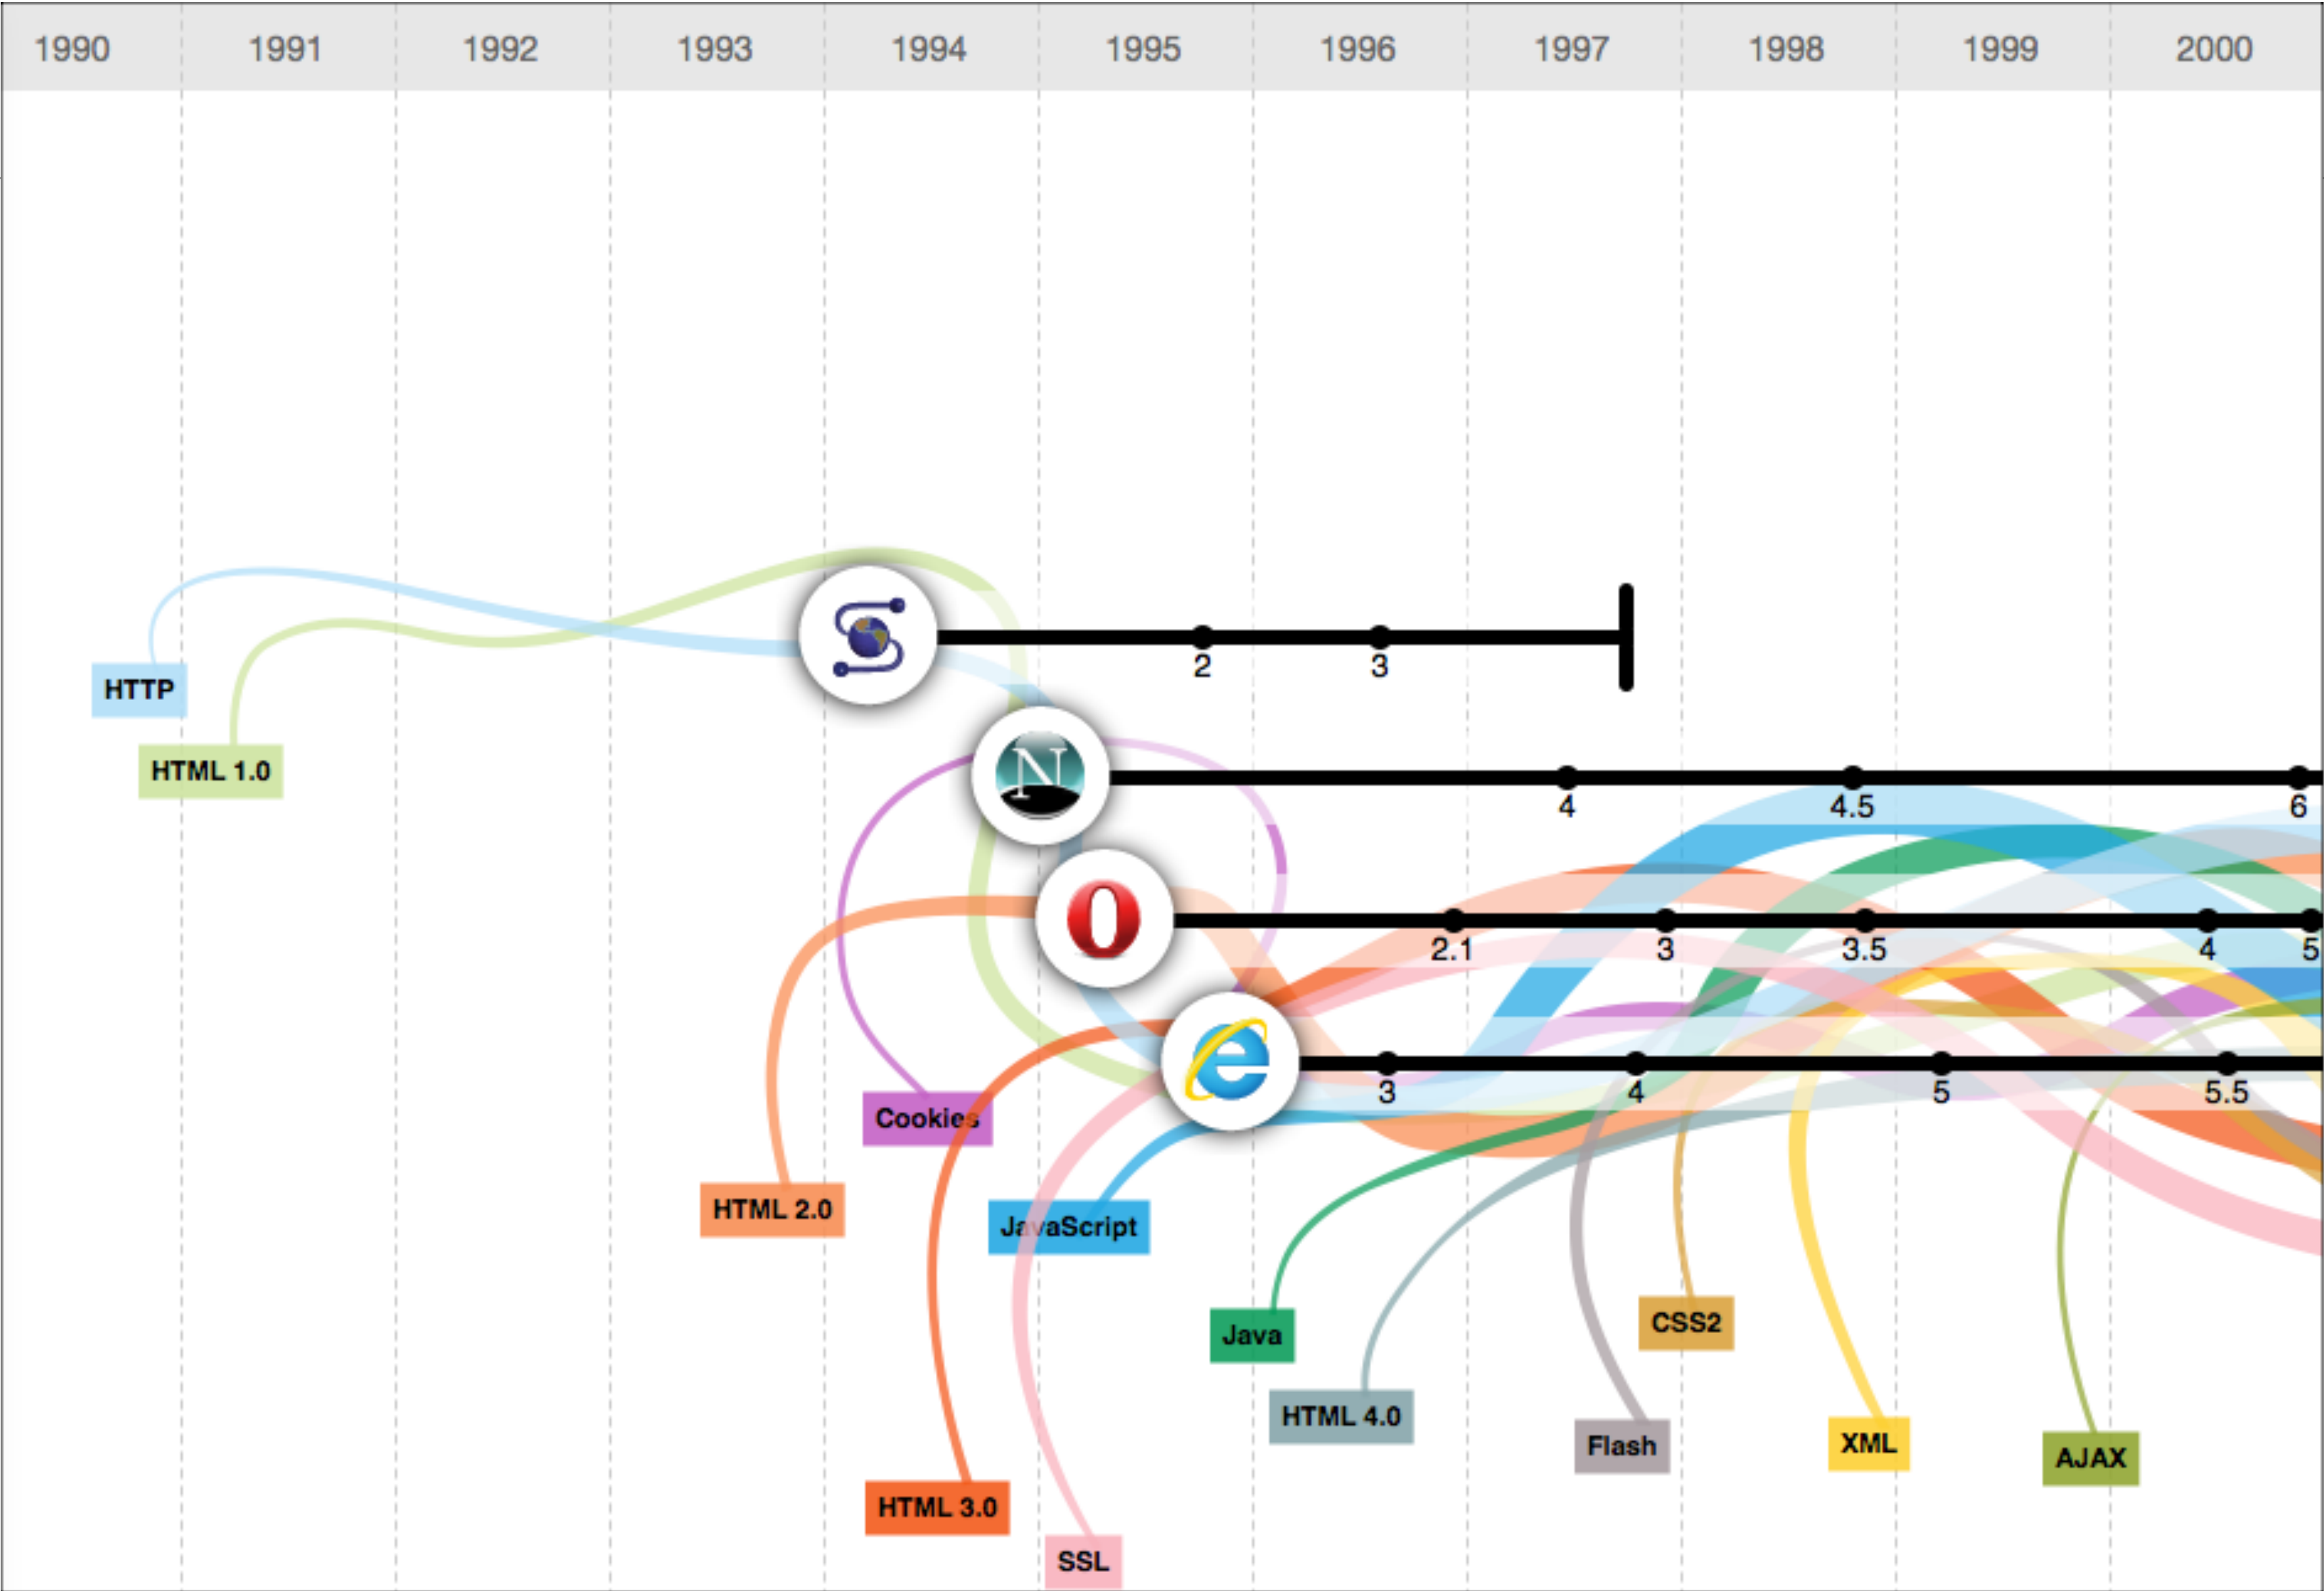 1990 1991 1992 1993 1994 1995 1996 1997 1998 1999 2000
2 3
HTTP
HTML 1.0
N
4 4.5 6
O
2.1 3 3.5 4 5
e
3 4 5 5.5
Cookies
HTML 2.0
JavaScript
Java
CSS2
HTML 4.0
Flash
XML
AJAX
HTML 3.0
SSL